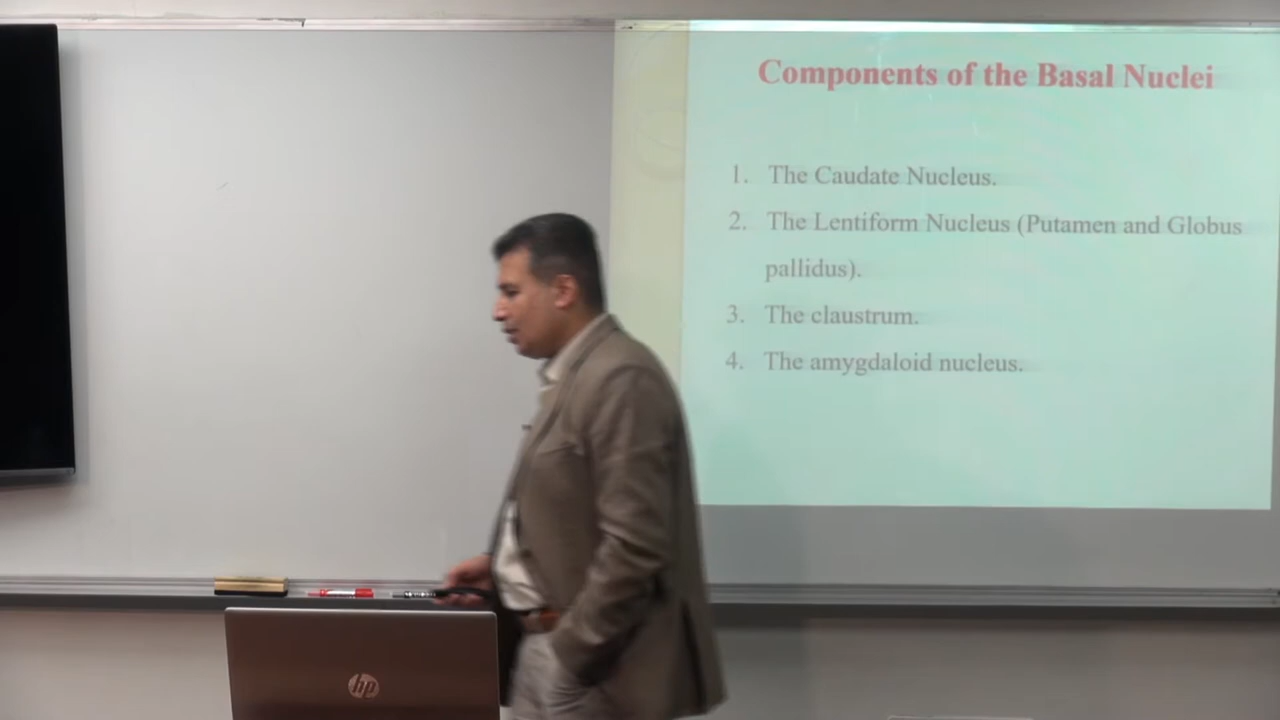 Components of the Basal Nuclei
1. The Caudate Nucleus.
2. The Lentiform Nucleus (Putamen and Globus
pallidus).
3. The claustrum.
4. The amygdaloid nucleus.
hp